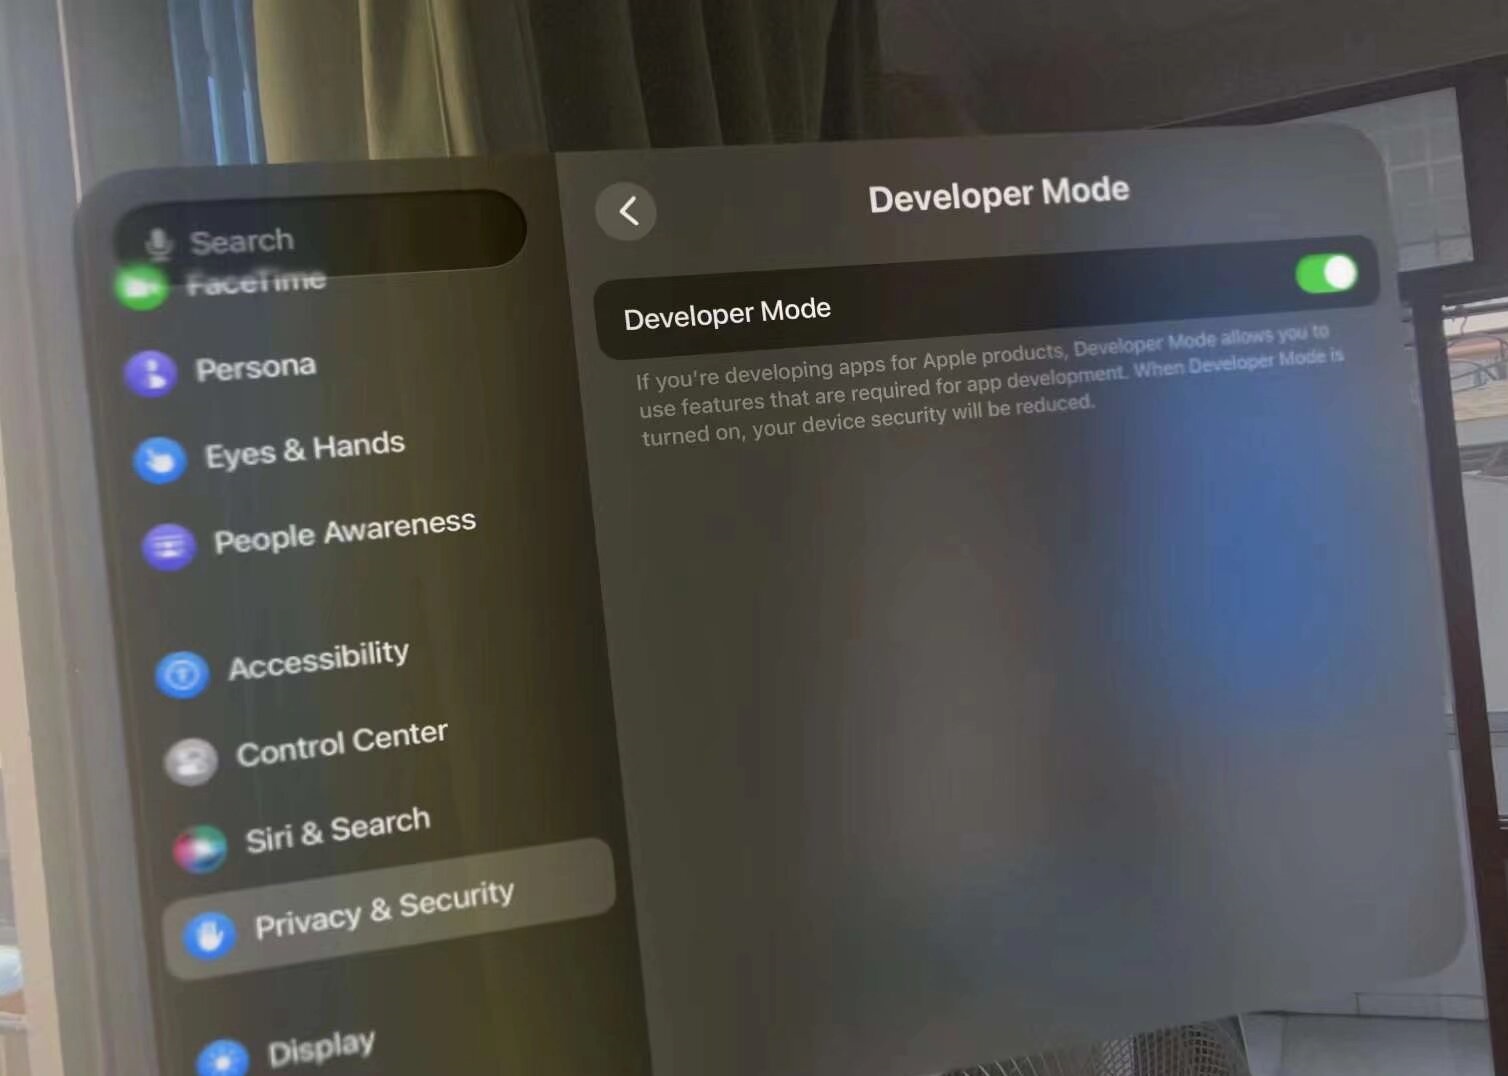 Search
FaceTime
Persona
Eyes & Hands
People Awareness
Accessibility
Control Center
Siri & Search
Privacy & Security
Display
Developer Mode
Developer Mode
If you're developing apps for Apple products, Developer Mode allows you to
use features that are required for app development. When Developer Mode is
turned on, your device security will be reduced.